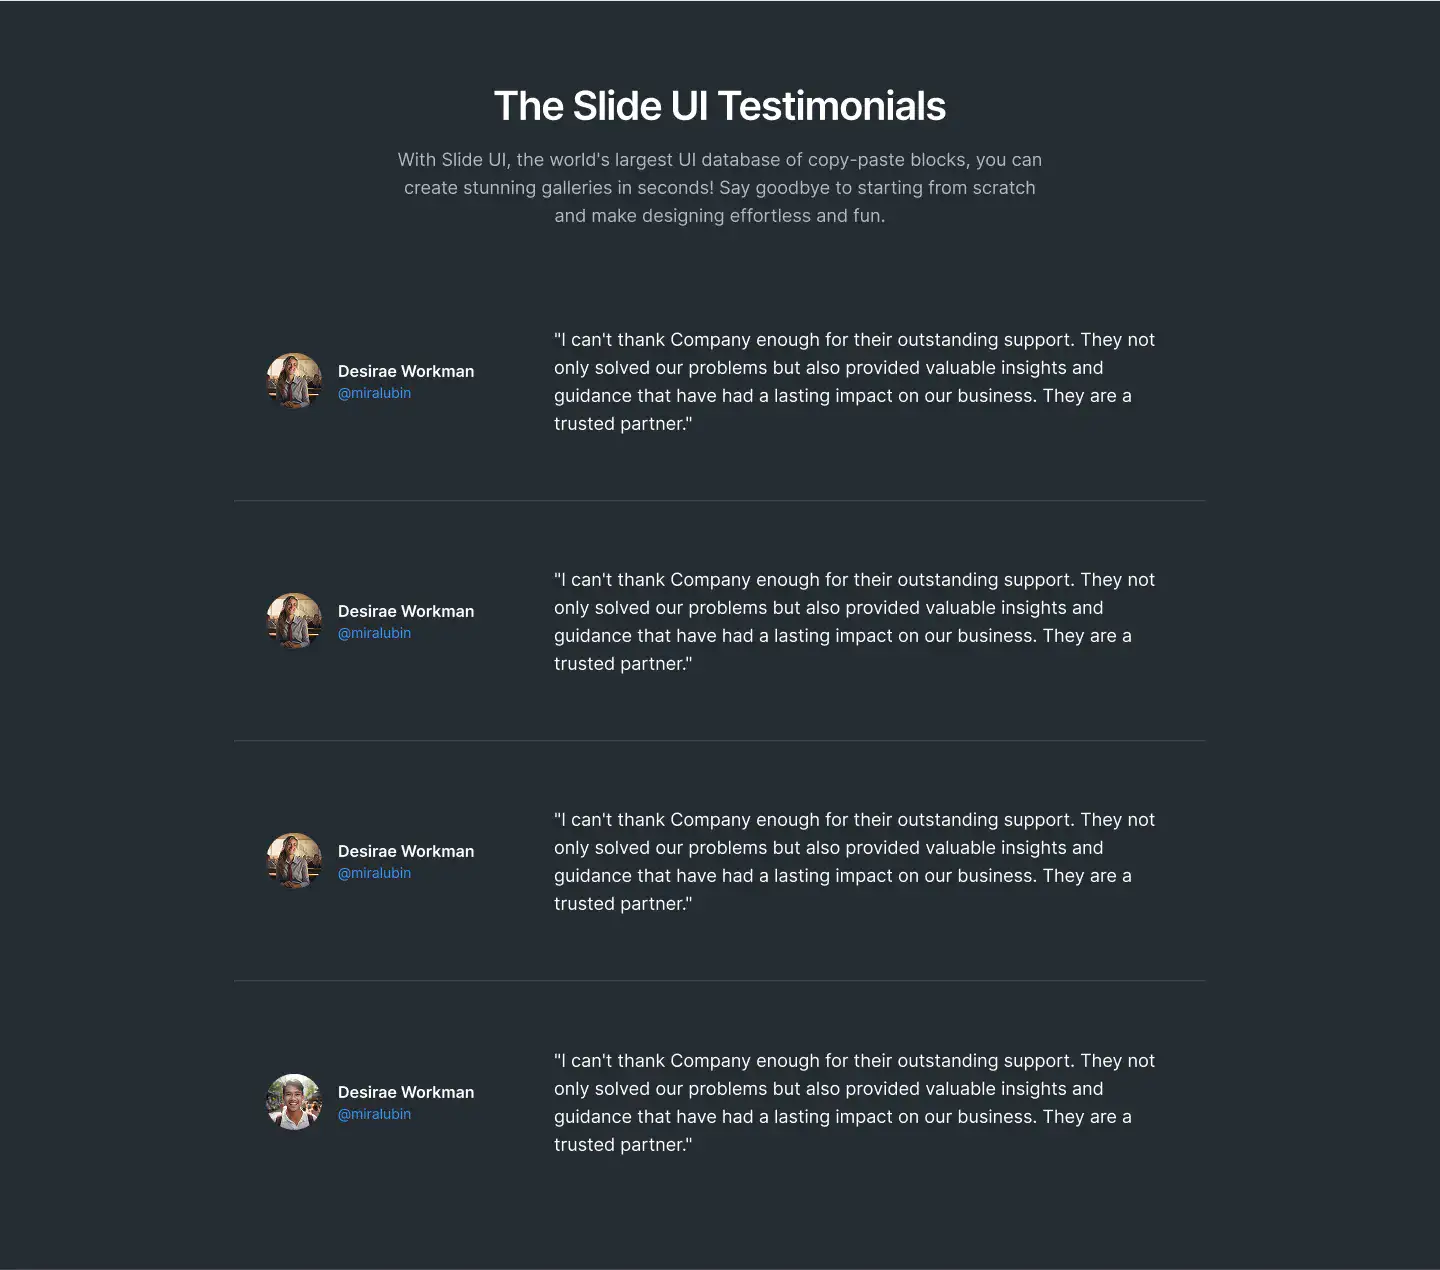 The Slide UI Testimonials
With Slide UI, the world's largest UI database of copy-paste blocks, you can
create stunning galleries in seconds! Say goodbye to starting from scratch
and make designing effortless and fun.
Desirae Workman
@miralubin
"I can't thank Company enough for their outstanding support. They not
only solved our problems but also provided valuable insights and
guidance that have had a lasting impact on our business. They are a
trusted partner."
Desirae Workman
@miralubin
"I can't thank Company enough for their outstanding support. They not
only solved our problems but also provided valuable insights and
guidance that have had a lasting impact on our business. They are a
trusted partner."
Desirae Workman
@miralubin
"I can't thank Company enough for their outstanding support. They not
only solved our problems but also provided valuable insights and
guidance that have had a lasting impact on our business. They are a
trusted partner."
Desirae Workman
@miralubin
"I can't thank Company enough for their outstanding support. They not
only solved our problems but also provided valuable insights and
guidance that have had a lasting impact on our business. They are a
trusted partner."